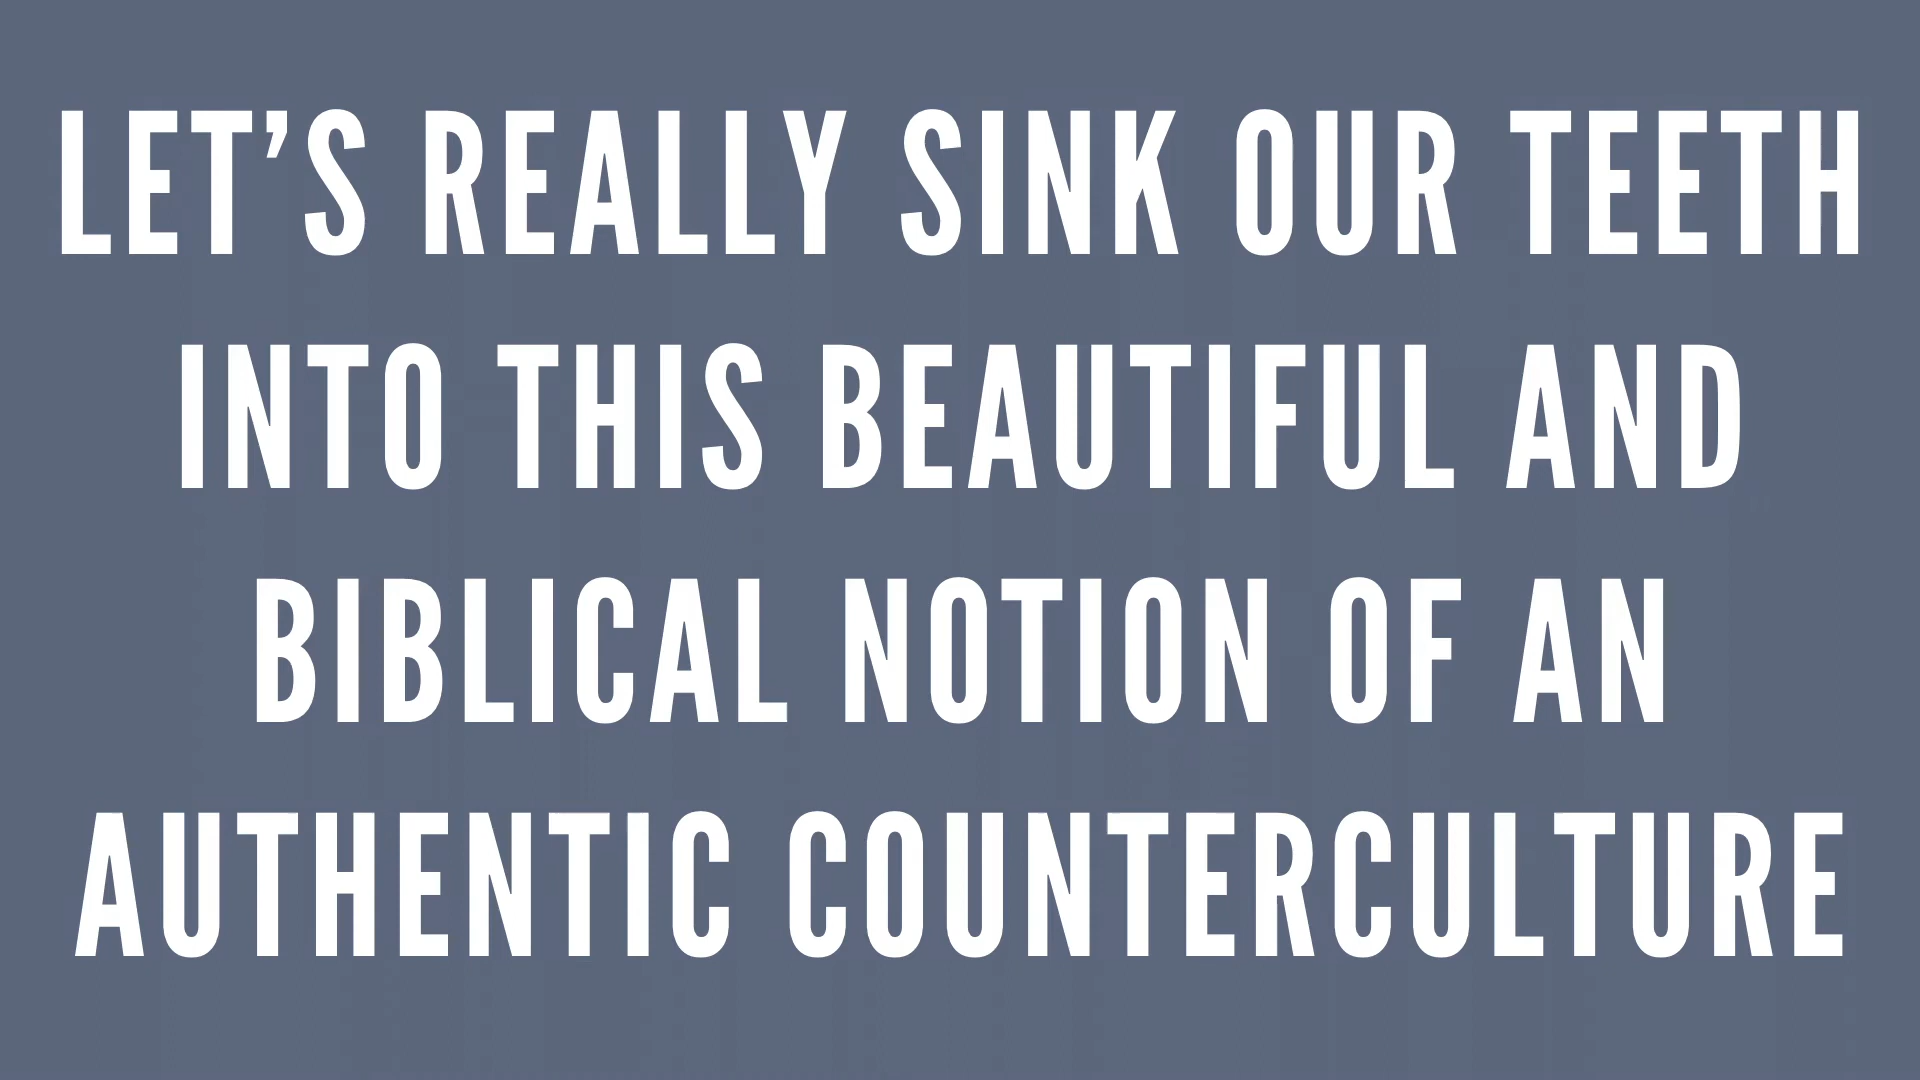 LET’S REALLY SINK OUR TEETH
INTO THIS BEAUTIFUL AND
BIBLICAL NOTION OF AN
AUTHENTIC COUNTERCULTURE